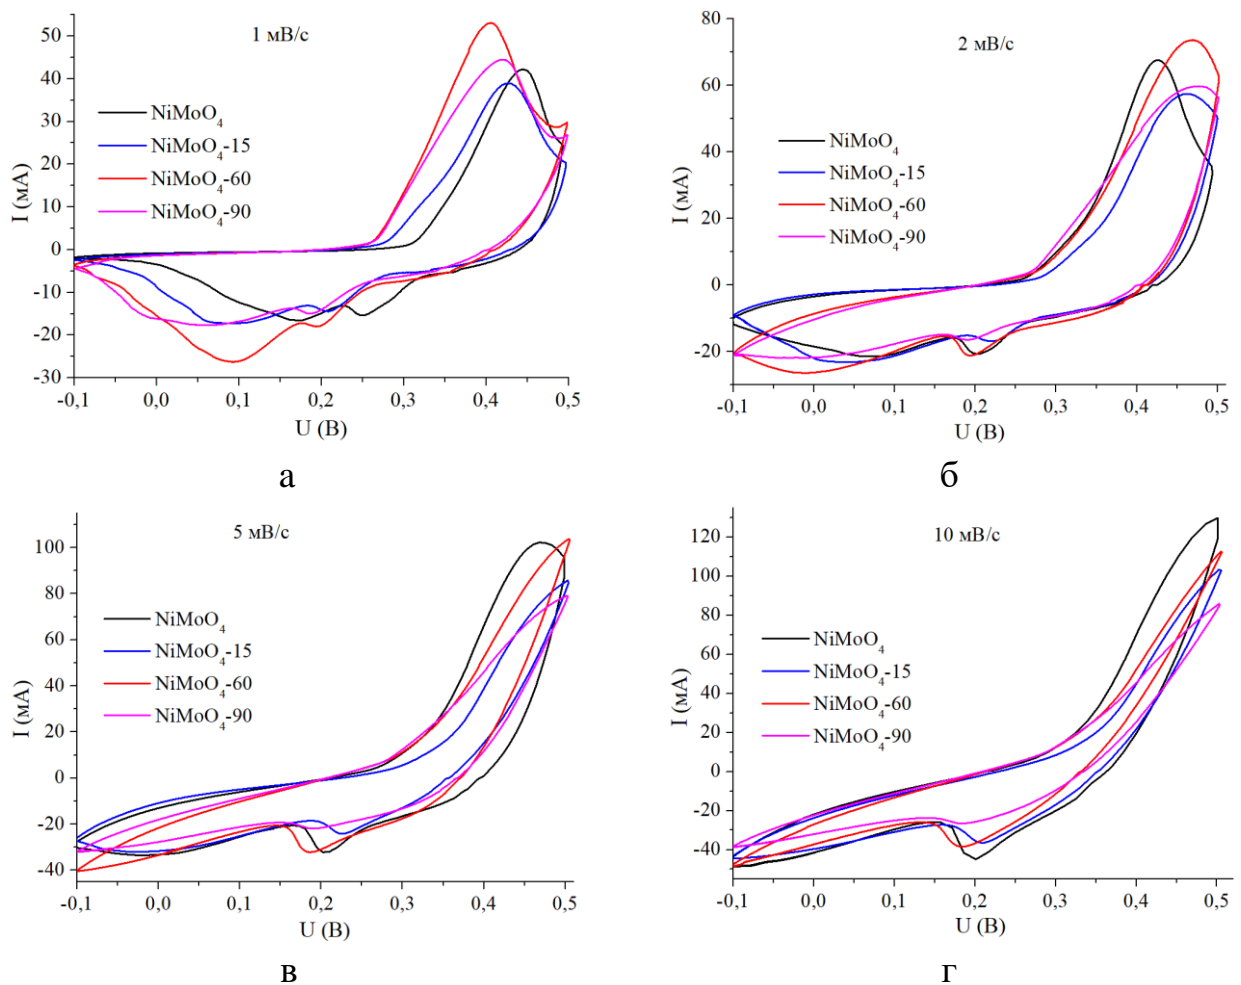 1 мВ/с
NiMoO4
NiMoO4-15
NiMoO4-60
NiMoO4-90
I (мА)
50
40
30
20
10
0
-10
-20
-30
-0,1 0,0 0,1 0,2 0,3 0,4 0,5
U (В)
а
2 мВ/с
NiMoO4
NiMoO4-15
NiMoO4-60
NiMoO4-90
I (мА)
80
60
40
20
0
-20
-0,1 0,0 0,1 0,2 0,3 0,4 0,5
U (В)
б
5 мВ/с
NiMoO4
NiMoO4-15
NiMoO4-60
NiMoO4-90
I (мА)
100
80
60
40
20
0
-20
-40
-0,1 0,0 0,1 0,2 0,3 0,4 0,5
U (В)
в
10 мВ/с
NiMoO4
NiMoO4-15
NiMoO4-60
NiMoO4-90
I (мА)
120
100
80
60
40
20
0
-20
-40
-0,1 0,0 0,1 0,2 0,3 0,4 0,5
U (В)
г